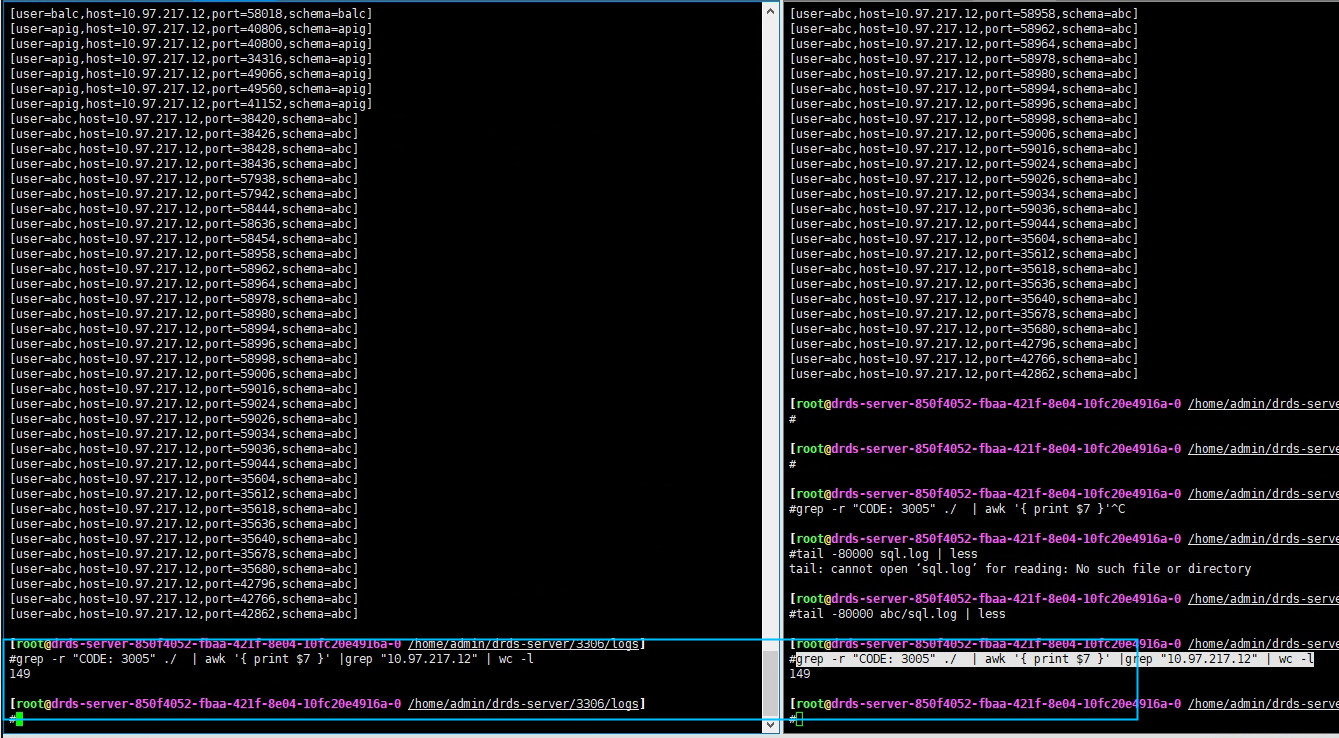 [user=balc,host=10.97.217.12,port=58018,schema=balc]
[user=apig,host=10.97.217.12,port=40806,schema=apig]
[user=apig,host=10.97.217.12,port=40800,schema=apig]
[user=apig,host=10.97.217.12,port=34316,schema=apig]
[user=apig,host=10.97.217.12,port=49066,schema=apig]
[user=apig,host=10.97.217.12,port=49560,schema=apig]
[user=apig,host=10.97.217.12,port=41152,schema=apig]
[user=abc,host=10.97.217.12,port=38420,schema=abc]
[user=abc,host=10.97.217.12,port=38426,schema=abc]
[user=abc,host=10.97.217.12,port=38428,schema=abc]
[user=abc,host=10.97.217.12,port=38436,schema=abc]
[user=abc,host=10.97.217.12,port=57938,schema=abc]
[user=abc,host=10.97.217.12,port=57942,schema=abc]
[user=abc,host=10.97.217.12,port=58444,schema=abc]
[user=abc,host=10.97.217.12,port=58636,schema=abc]
[user=abc,host=10.97.217.12,port=58454,schema=abc]
[user=abc,host=10.97.217.12,port=58958,schema=abc]
[user=abc,host=10.97.217.12,port=58962,schema=abc]
[user=abc,host=10.97.217.12,port=58964,schema=abc]
[user=abc,host=10.97.217.12,port=58978,schema=abc]
[user=abc,host=10.97.217.12,port=58980,schema=abc]
[user=abc,host=10.97.217.12,port=58994,schema=abc]
[user=abc,host=10.97.217.12,port=58996,schema=abc]
[user=abc,host=10.97.217.12,port=58998,schema=abc]
[user=abc,host=10.97.217.12,port=59006,schema=abc]
[user=abc,host=10.97.217.12,port=59016,schema=abc]
[user=abc,host=10.97.217.12,port=59024,schema=abc]
[user=abc,host=10.97.217.12,port=59026,schema=abc]
[user=abc,host=10.97.217.12,port=59034,schema=abc]
[user=abc,host=10.97.217.12,port=59036,schema=abc]
[user=abc,host=10.97.217.12,port=59044,schema=abc]
[user=abc,host=10.97.217.12,port=35604,schema=abc]
[user=abc,host=10.97.217.12,port=35612,schema=abc]
[user=abc,host=10.97.217.12,port=35618,schema=abc]
[user=abc,host=10.97.217.12,port=35636,schema=abc]
[user=abc,host=10.97.217.12,port=35640,schema=abc]
[user=abc,host=10.97.217.12,port=35678,schema=abc]
[user=abc,host=10.97.217.12,port=35680,schema=abc]
[user=abc,host=10.97.217.12,port=42796,schema=abc]
[user=abc,host=10.97.217.12,port=42766,schema=abc]
[user=abc,host=10.97.217.12,port=42862,schema=abc]
[root@drds-server-850f4052-fbaa-421f-8e04-10fc20e4916a-0 /home/admin/drds-server/3306/logs]
#grep -r "CODE: 3005" ./  | awk '{ print $7 }' |grep "10.97.217.12" | wc -l
149
[root@drds-server-850f4052-fbaa-421f-8e04-10fc20e4916a-0 /home/admin/drds-server/3306/logs]
#
[user=abc,host=10.97.217.12,port=58958,schema=abc]
[user=abc,host=10.97.217.12,port=58962,schema=abc]
[user=abc,host=10.97.217.12,port=58964,schema=abc]
[user=abc,host=10.97.217.12,port=58978,schema=abc]
[user=abc,host=10.97.217.12,port=58980,schema=abc]
[user=abc,host=10.97.217.12,port=58994,schema=abc]
[user=abc,host=10.97.217.12,port=58996,schema=abc]
[user=abc,host=10.97.217.12,port=58998,schema=abc]
[user=abc,host=10.97.217.12,port=59006,schema=abc]
[user=abc,host=10.97.217.12,port=59016,schema=abc]
[user=abc,host=10.97.217.12,port=59024,schema=abc]
[user=abc,host=10.97.217.12,port=59026,schema=abc]
[user=abc,host=10.97.217.12,port=59034,schema=abc]
[user=abc,host=10.97.217.12,port=59036,schema=abc]
[user=abc,host=10.97.217.12,port=59044,schema=abc]
[user=abc,host=10.97.217.12,port=35604,schema=abc]
[user=abc,host=10.97.217.12,port=35612,schema=abc]
[user=abc,host=10.97.217.12,port=35618,schema=abc]
[user=abc,host=10.97.217.12,port=35636,schema=abc]
[user=abc,host=10.97.217.12,port=35640,schema=abc]
[user=abc,host=10.97.217.12,port=35678,schema=abc]
[user=abc,host=10.97.217.12,port=35680,schema=abc]
[user=abc,host=10.97.217.12,port=42796,schema=abc]
[user=abc,host=10.97.217.12,port=42766,schema=abc]
[user=abc,host=10.97.217.12,port=42862,schema=abc]
[root@drds-server-850f4052-fbaa-421f-8e04-10fc20e4916a-0 /home/admin/drds-serve
#
[root@drds-server-850f4052-fbaa-421f-8e04-10fc20e4916a-0 /home/admin/drds-serve
#
[root@drds-server-850f4052-fbaa-421f-8e04-10fc20e4916a-0 /home/admin/drds-serve
#grep -r "CODE: 3005" ./  | awk '{ print $7 }'^C
[root@drds-server-850f4052-fbaa-421f-8e04-10fc20e4916a-0 /home/admin/drds-serve
#tail -80000 sql.log | less
tail: cannot open ‘sql.log’ for reading: No such file or directory
[root@drds-server-850f4052-fbaa-421f-8e04-10fc20e4916a-0 /home/admin/drds-serve
#tail -80000 abc/sql.log | less
[root@drds-server-850f4052-fbaa-421f-8e04-10fc20e4916a-0 /home/admin/drds-serve
#grep -r "CODE: 3005" ./  | awk '{ print $7 }' |grep "10.97.217.12" | wc -l
149
[root@drds-server-850f4052-fbaa-421f-8e04-10fc20e4916a-0 /home/admin/drds-serve
#